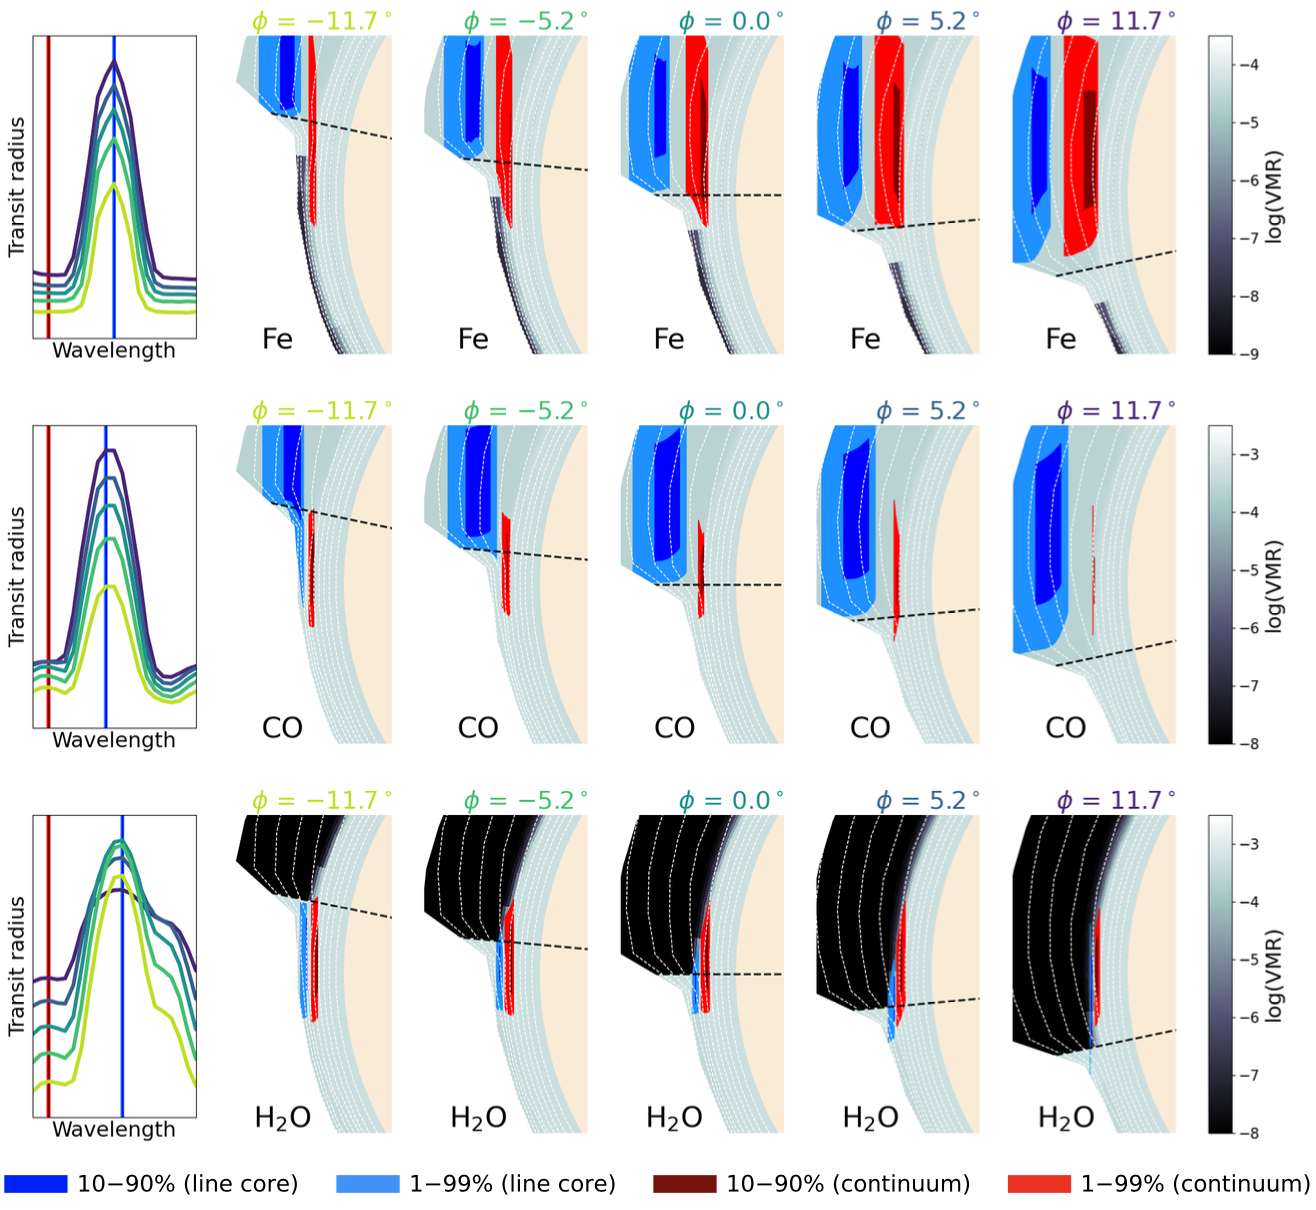 ϕ = −11.7°
ϕ = −5.2°
ϕ = 0.0°
ϕ = 5.2°
ϕ = 11.7°
Transit radius
Wavelength
Fe
Fe
Fe
Fe
Fe
−4
−5
−6
−7
−8
−9
log(VMR)
ϕ = −11.7°
ϕ = −5.2°
ϕ = 0.0°
ϕ = 5.2°
ϕ = 11.7°
Transit radius
Wavelength
CO
CO
CO
CO
CO
−3
−4
−5
−6
−7
−8
log(VMR)
ϕ = −11.7°
ϕ = −5.2°
ϕ = 0.0°
ϕ = 5.2°
ϕ = 11.7°
Transit radius
Wavelength
H₂O
H₂O
H₂O
H₂O
H₂O
−3
−4
−5
−6
−7
−8
log(VMR)
10−90% (line core)
1−99% (line core)
10−90% (continuum)
1−99% (continuum)